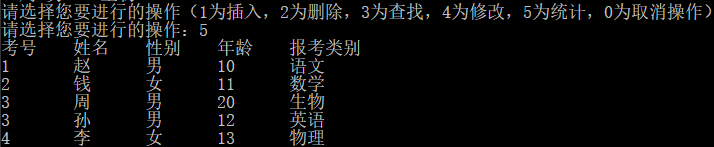 请选择您要进行的操作（1为插入，2为删除，3为查找，4为修改，5为统计，0为取消操作）
请选择您要进行的操作：5
考号 姓名 性别 年龄 报考类别
1 赵 男 10 语文
2 钱 女 11 数学
3 周 男 20 生物
3 孙 男 12 英语
4 李 女 13 物理